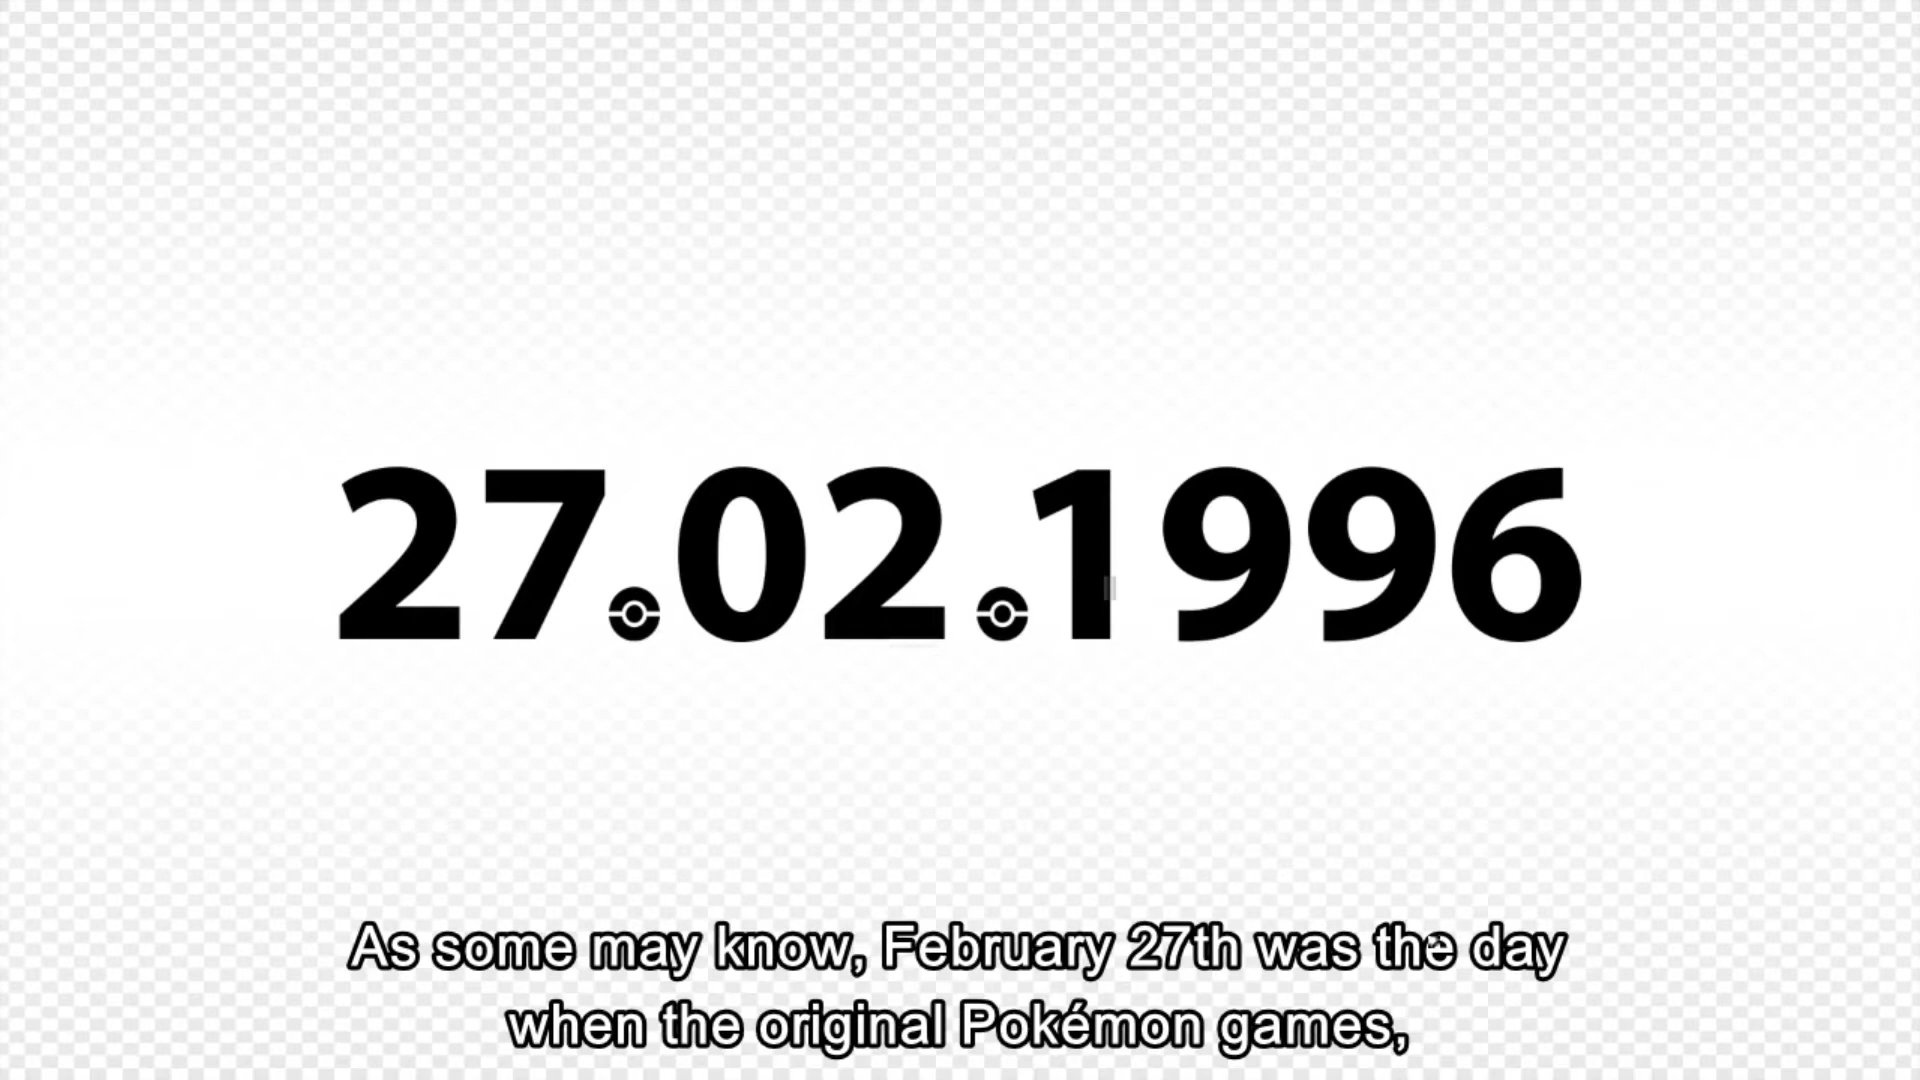 27.02.1996
As some may know, February 27th was the day
when the original Pokémon games,